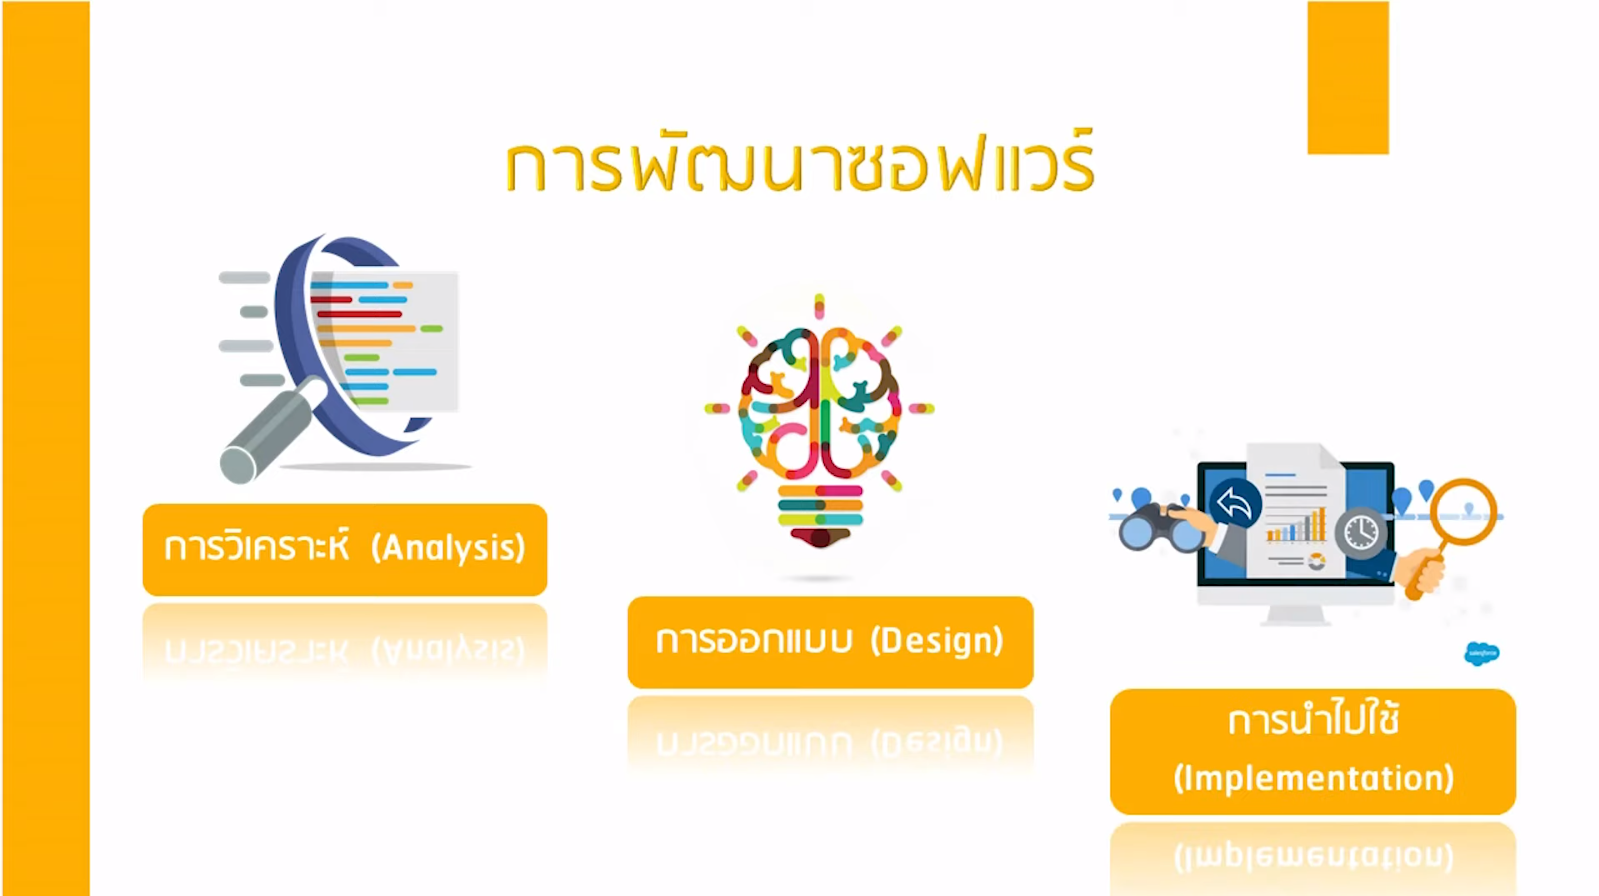 การพัฒนาซอฟแวร์
การวิเคราะห์ (Analysis)
การออกแบบ (Design)
salesforce
การนำไปใช้
(Implementation)